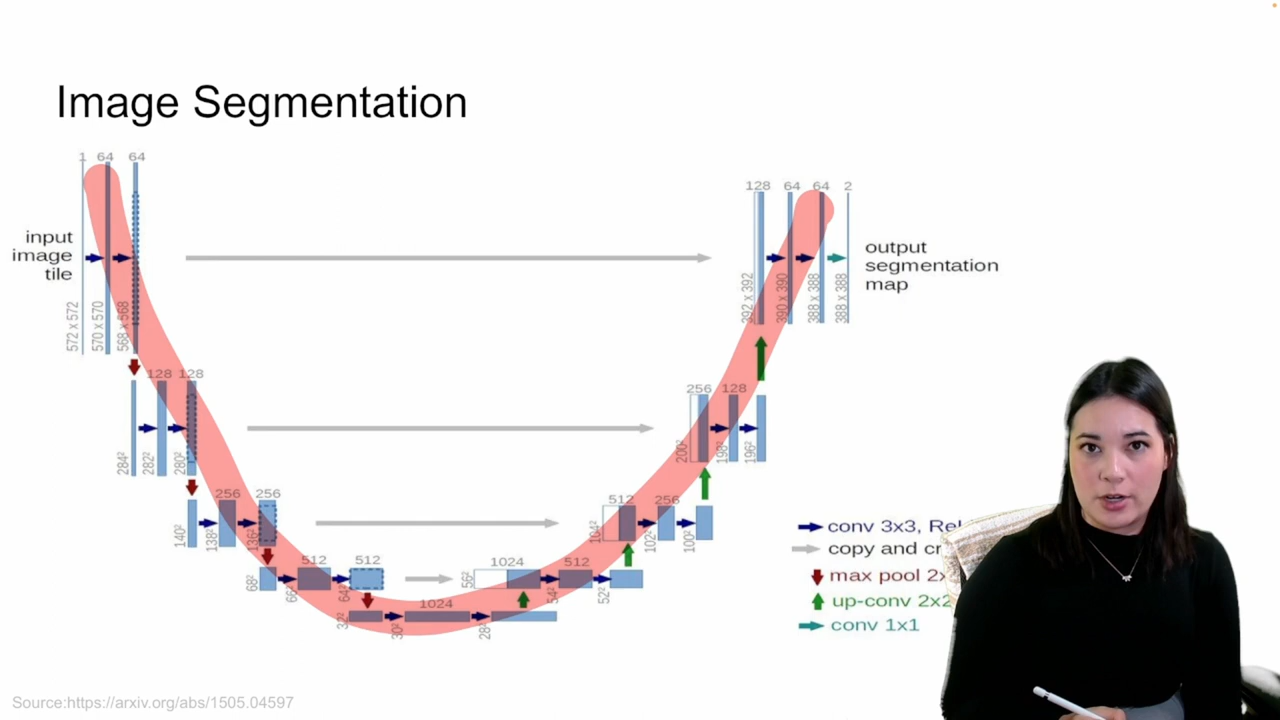 Image Segmentation
1 64 64
128 64 64 2
input
image
tile
output
segmentation
map
572 x 572
570 x 570
568 x 568
392 x 392
390 x 390
388 x 388
388 x 388
128 128
256 128
284²
282²
280²
200²
198²
196²
256 256
512 256
140²
138²
136²
104²
102²
100²
512 512
1024 512
68²
66²
64²
56²
54²
52²
1024
32²
30²
28²
conv 3x3,
copy and
max pool
up-conv 2x2
conv 1x1
Source:https://arxiv.org/abs/1505.04597